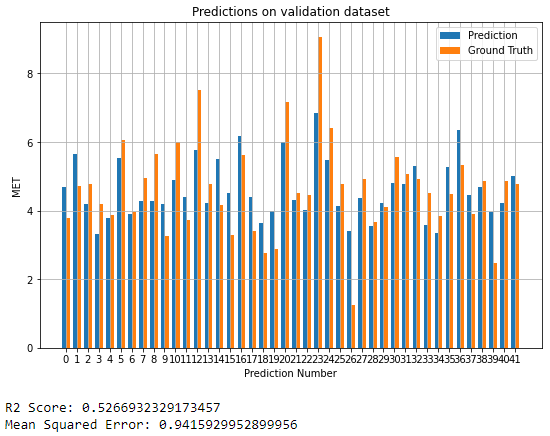 Predictions on validation dataset
Prediction
Ground Truth
8
6
4
2
0
MET
0 1 2 3 4 5 6 7 8 9 10 11 12 13 14 15 16 17 18 19 20 21 22 23 24 25 26 27 28 29 30 31 32 33 34 35 36 37 38 39 40 41
Prediction Number
R2 Score: 0.5266932329173457
Mean Squared Error: 0.9415929952899956